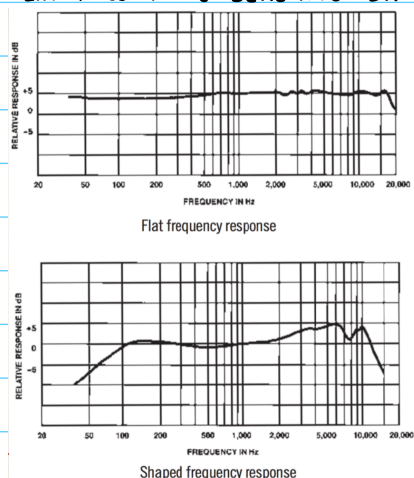 RELATIVE RESPONSE IN dB
+5
0
−5
20 50 100 200 500 1,000 2,000 5,000 10,000 20,000
FREQUENCY IN Hz
Flat frequency response
RELATIVE RESPONSE IN dB
+5
0
−5
20 50 100 200 500 1,000 2,000 5,000 10,000 20,000
FREQUENCY IN Hz
Shaped frequency response